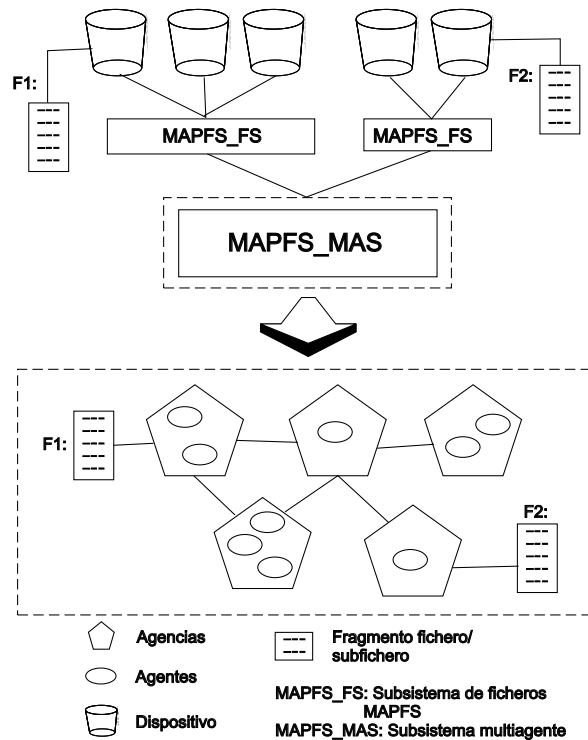 F1:
F2:
MAPFS_FS
MAPFS_FS
MAPFS_MAS
F1:
F2:
Agencias
Fragmento fichero/
subfichero
Agentes
Dispositivo
MAPFS_FS: Subsistema de ficheros
MAPFS
MAPFS_MAS: Subsistema multiagente